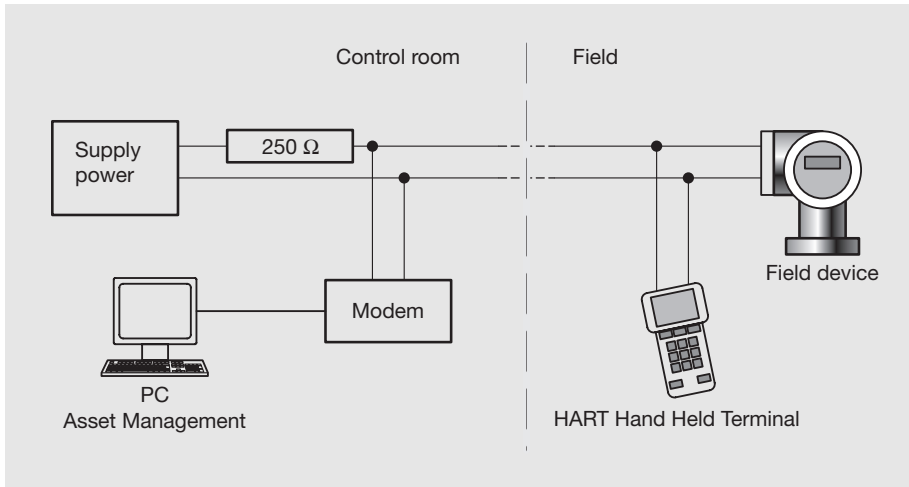 Control room
Field
Supply
power
250 Ω
Modem
Field device
PC
Asset Management
HART Hand Held Terminal